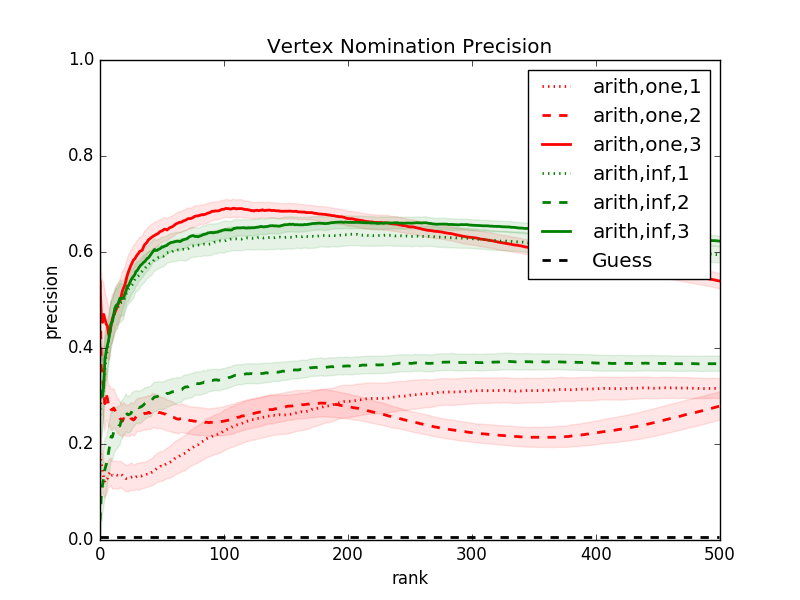 Vertex Nomination Precision
1.0
0.8
0.6
0.4
0.2
0.0
precision
arith,one,1
arith,one,2
arith,one,3
arith,inf,1
arith,inf,2
arith,inf,3
Guess
0 100 200 300 400 500
rank